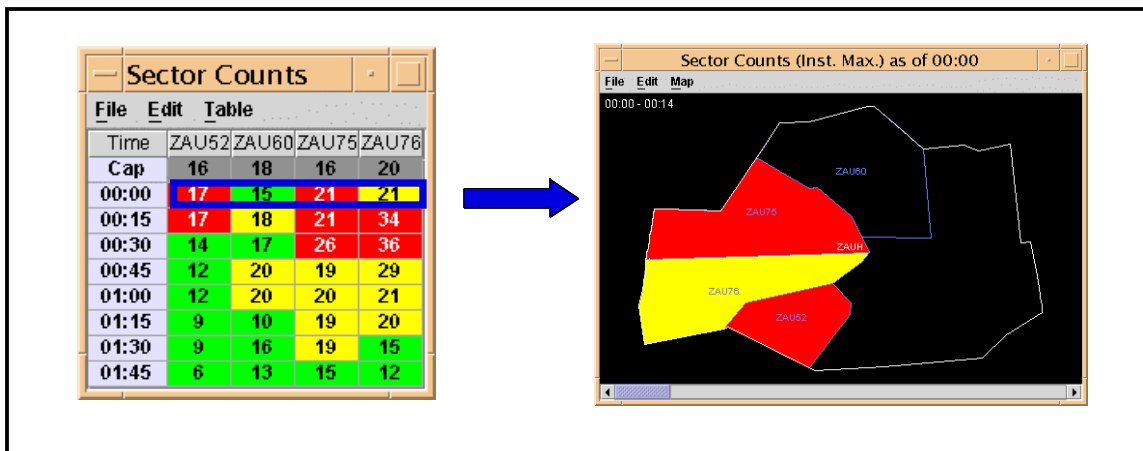 Sector Counts
File Edit Table
Time ZAU52 ZAU60 ZAU75 ZAU76
Cap 16 18 16 20
00:00 17 15 21 21
00:15 17 18 21 34
00:30 14 17 26 36
00:45 12 20 19 29
01:00 12 20 20 21
01:15 9 10 19 20
01:30 9 16 19 15
01:45 6 13 15 12
Sector Counts (Inst. Max.) as of 00:00
File Edit Map
00:00 - 00:14
ZAU60
ZAU75
ZAUH
ZAU76
ZAU52